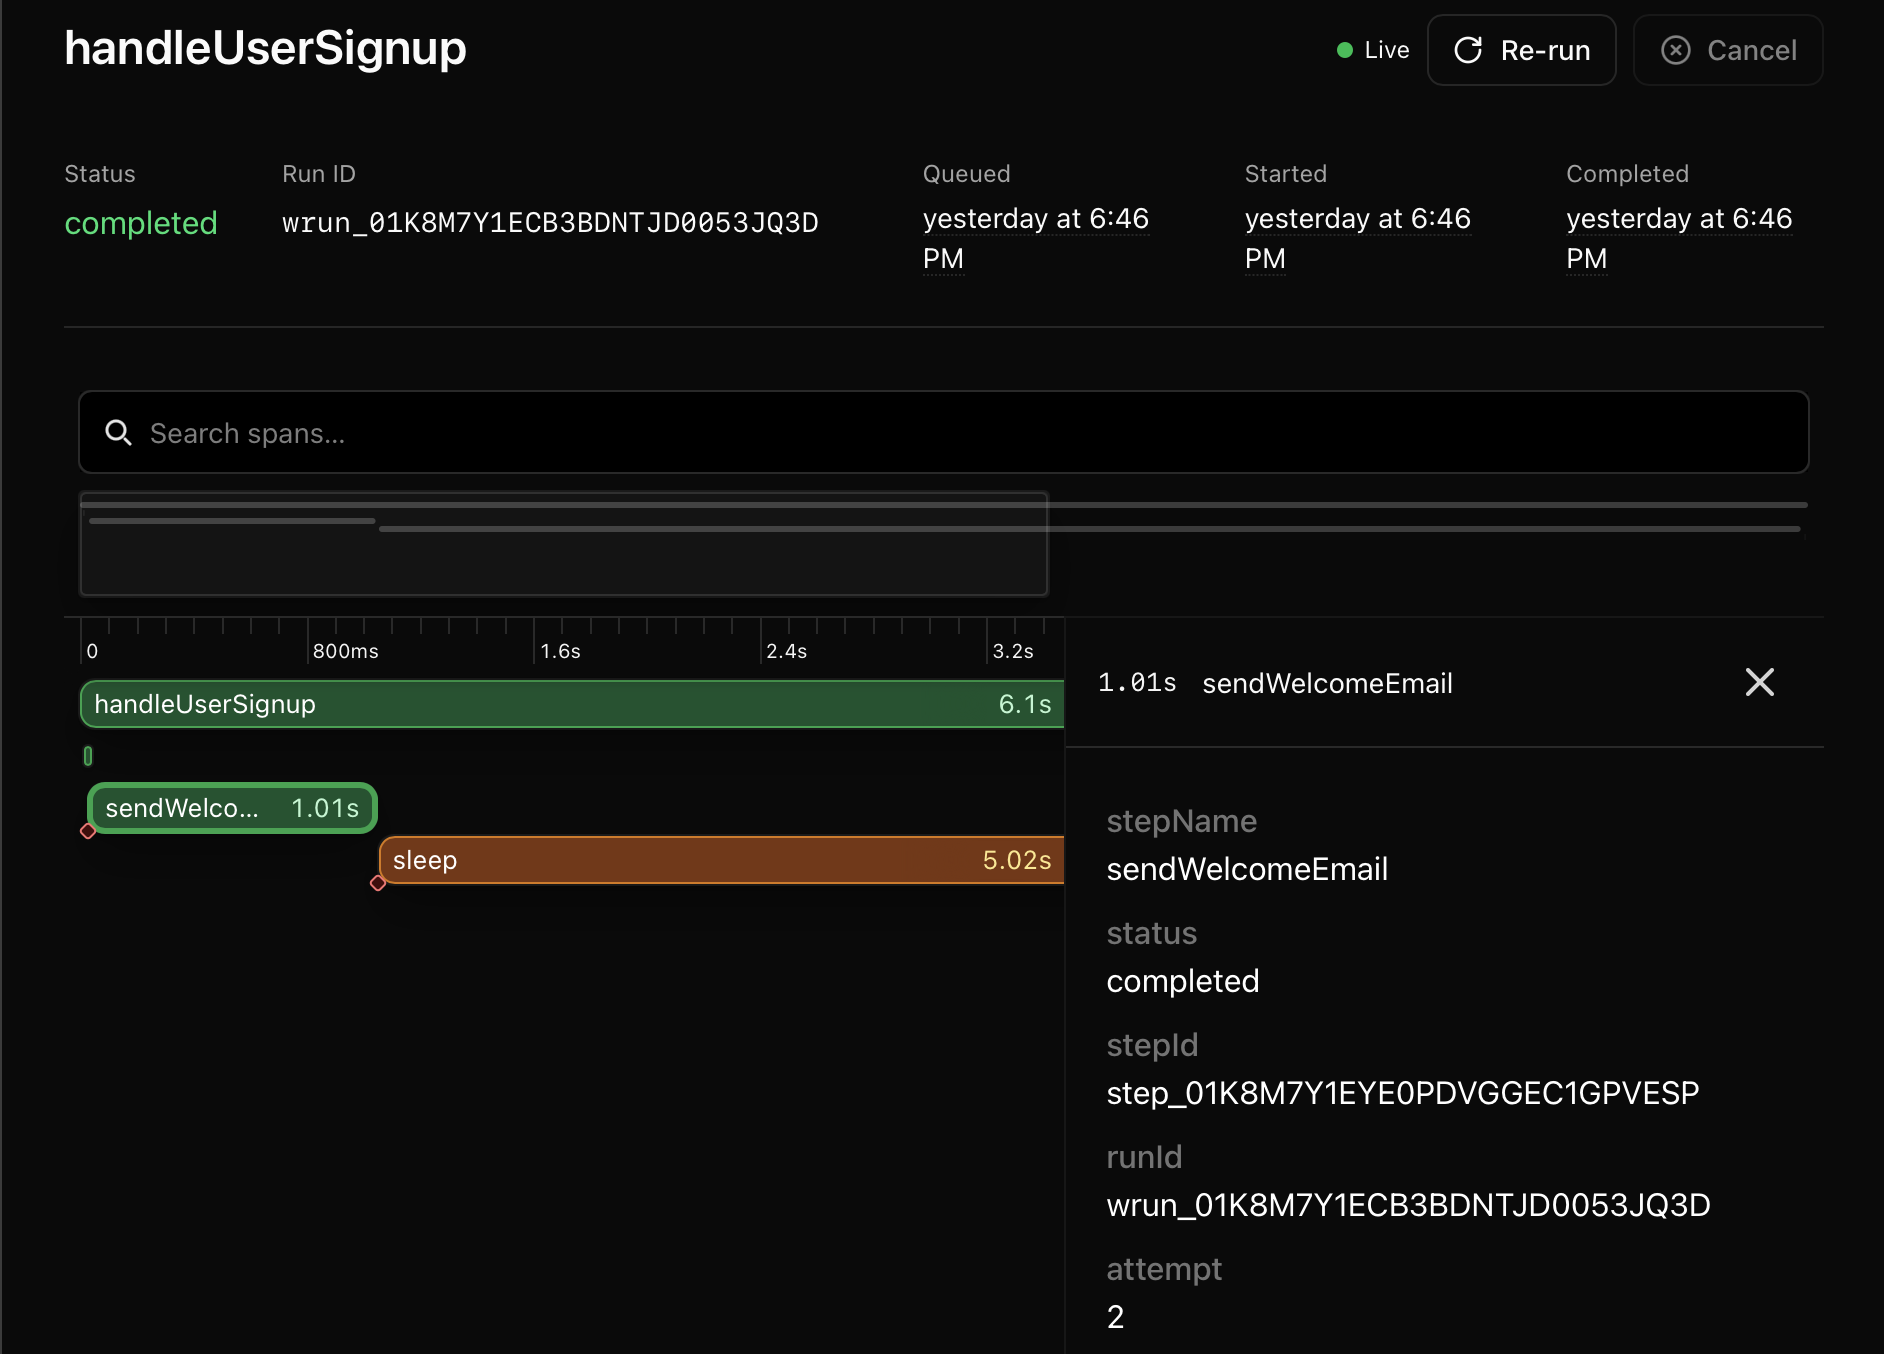 handleUserSignup
Live
Re-run
Cancel
Status
Run ID
Queued
Started
Completed
completed
wrun_01K8M7Y1ECB3BDNTJD0053JQ3D
yesterday at 6:46
PM
yesterday at 6:46
PM
yesterday at 6:46
PM
Search spans...
0
800ms
1.6s
2.4s
3.2s
handleUserSignup 6.1s
sendWelco... 1.01s
sleep 5.02s
1.01s sendWelcomeEmail
stepName
sendWelcomeEmail
status
completed
stepId
step_01K8M7Y1EYE0PDVGGEC1GPVESP
runId
wrun_01K8M7Y1ECB3BDNTJD0053JQ3D
attempt
2